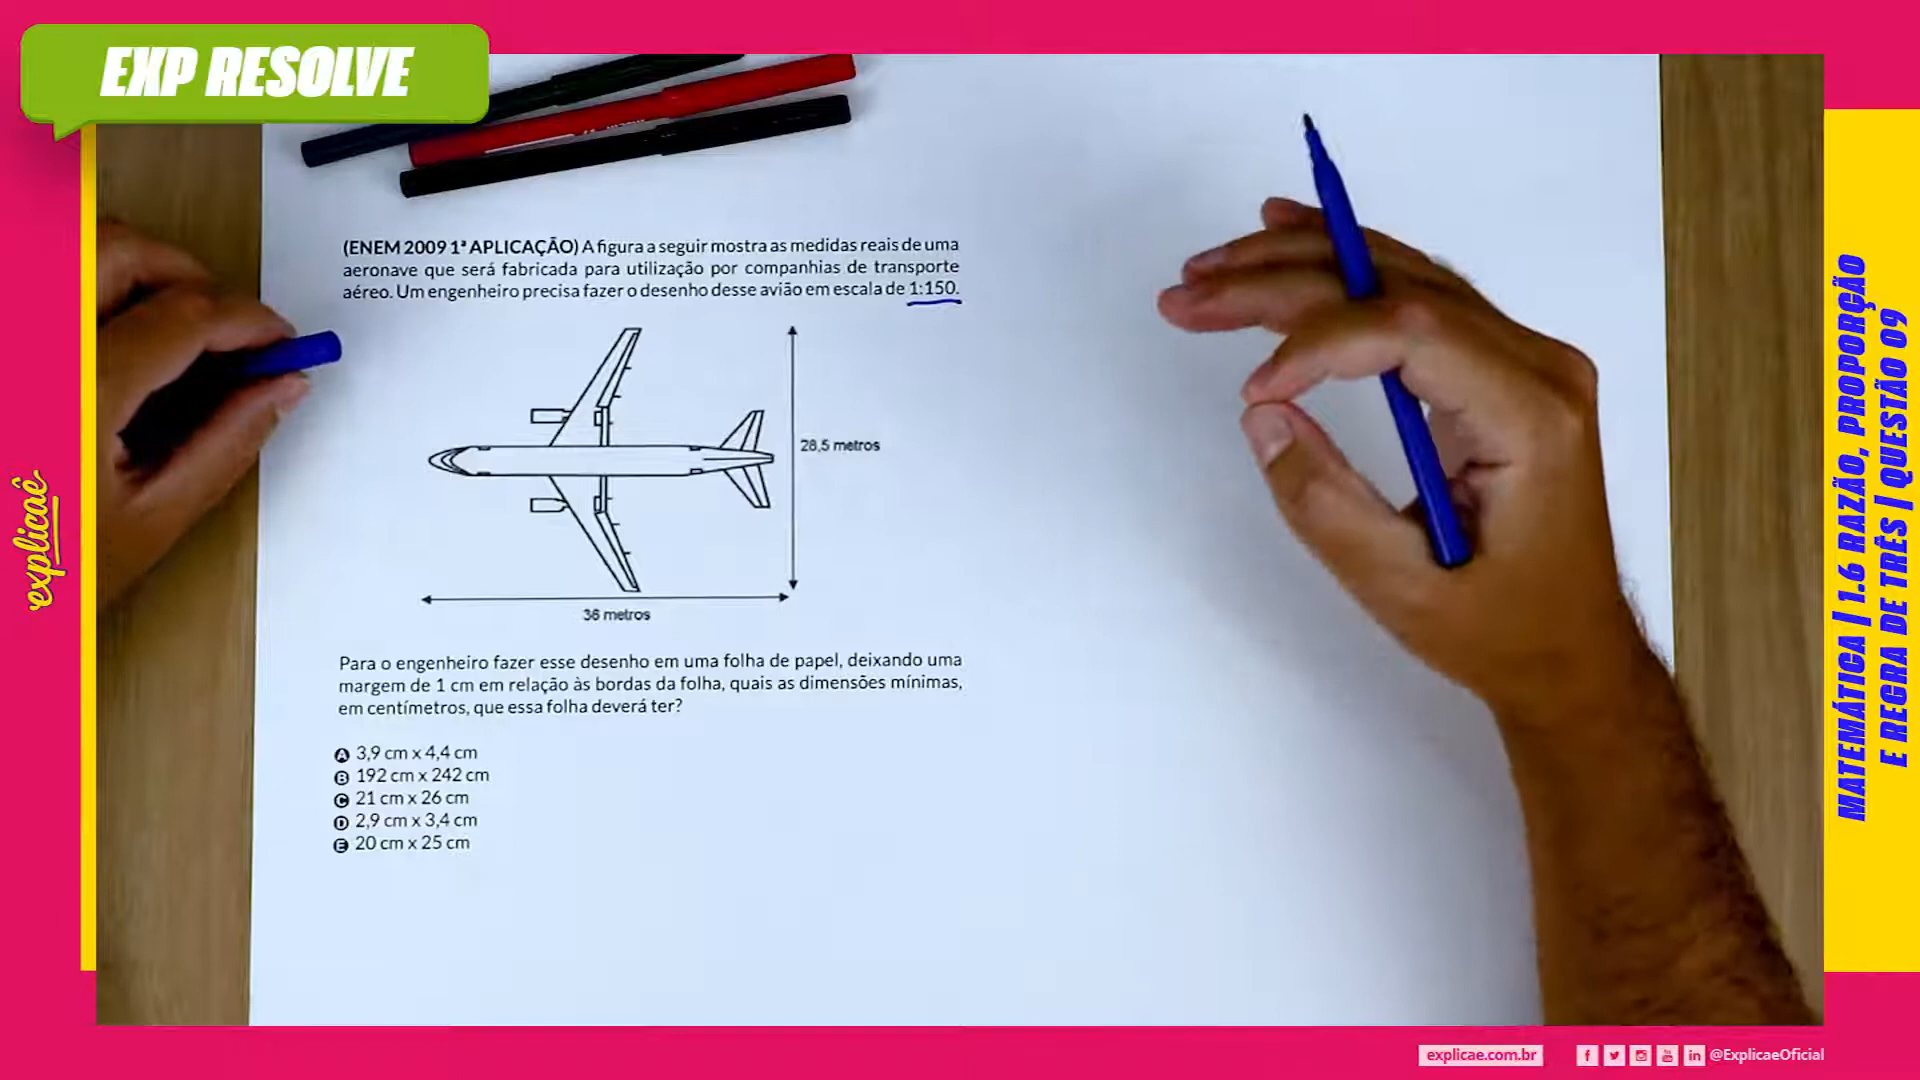 EXP RESOLVE
(ENEM 2009 1ª APLICAÇÃO) A figura a seguir mostra as medidas reais de uma
aeronave que será fabricada para utilização por companhias de transporte
aéreo. Um engenheiro precisa fazer o desenho desse avião em escala de 1:150.
28,5 metros
36 metros
Para o engenheiro fazer esse desenho em uma folha de papel, deixando uma
margem de 1 cm em relação às bordas da folha, quais as dimensões mínimas,
em centímetros, que essa folha deverá ter?
A 3,9 cm x 4,4 cm
B 192 cm x 242 cm
C 21 cm x 26 cm
D 2,9 cm x 3,4 cm
E 20 cm x 25 cm
explicaê
MATEMÁTICA | 1.6 RAZÃO, PROPORÇÃO
E REGRA DE TRÊS | QUESTÃO 09
explicae.com.br
@ExplicaeOficial